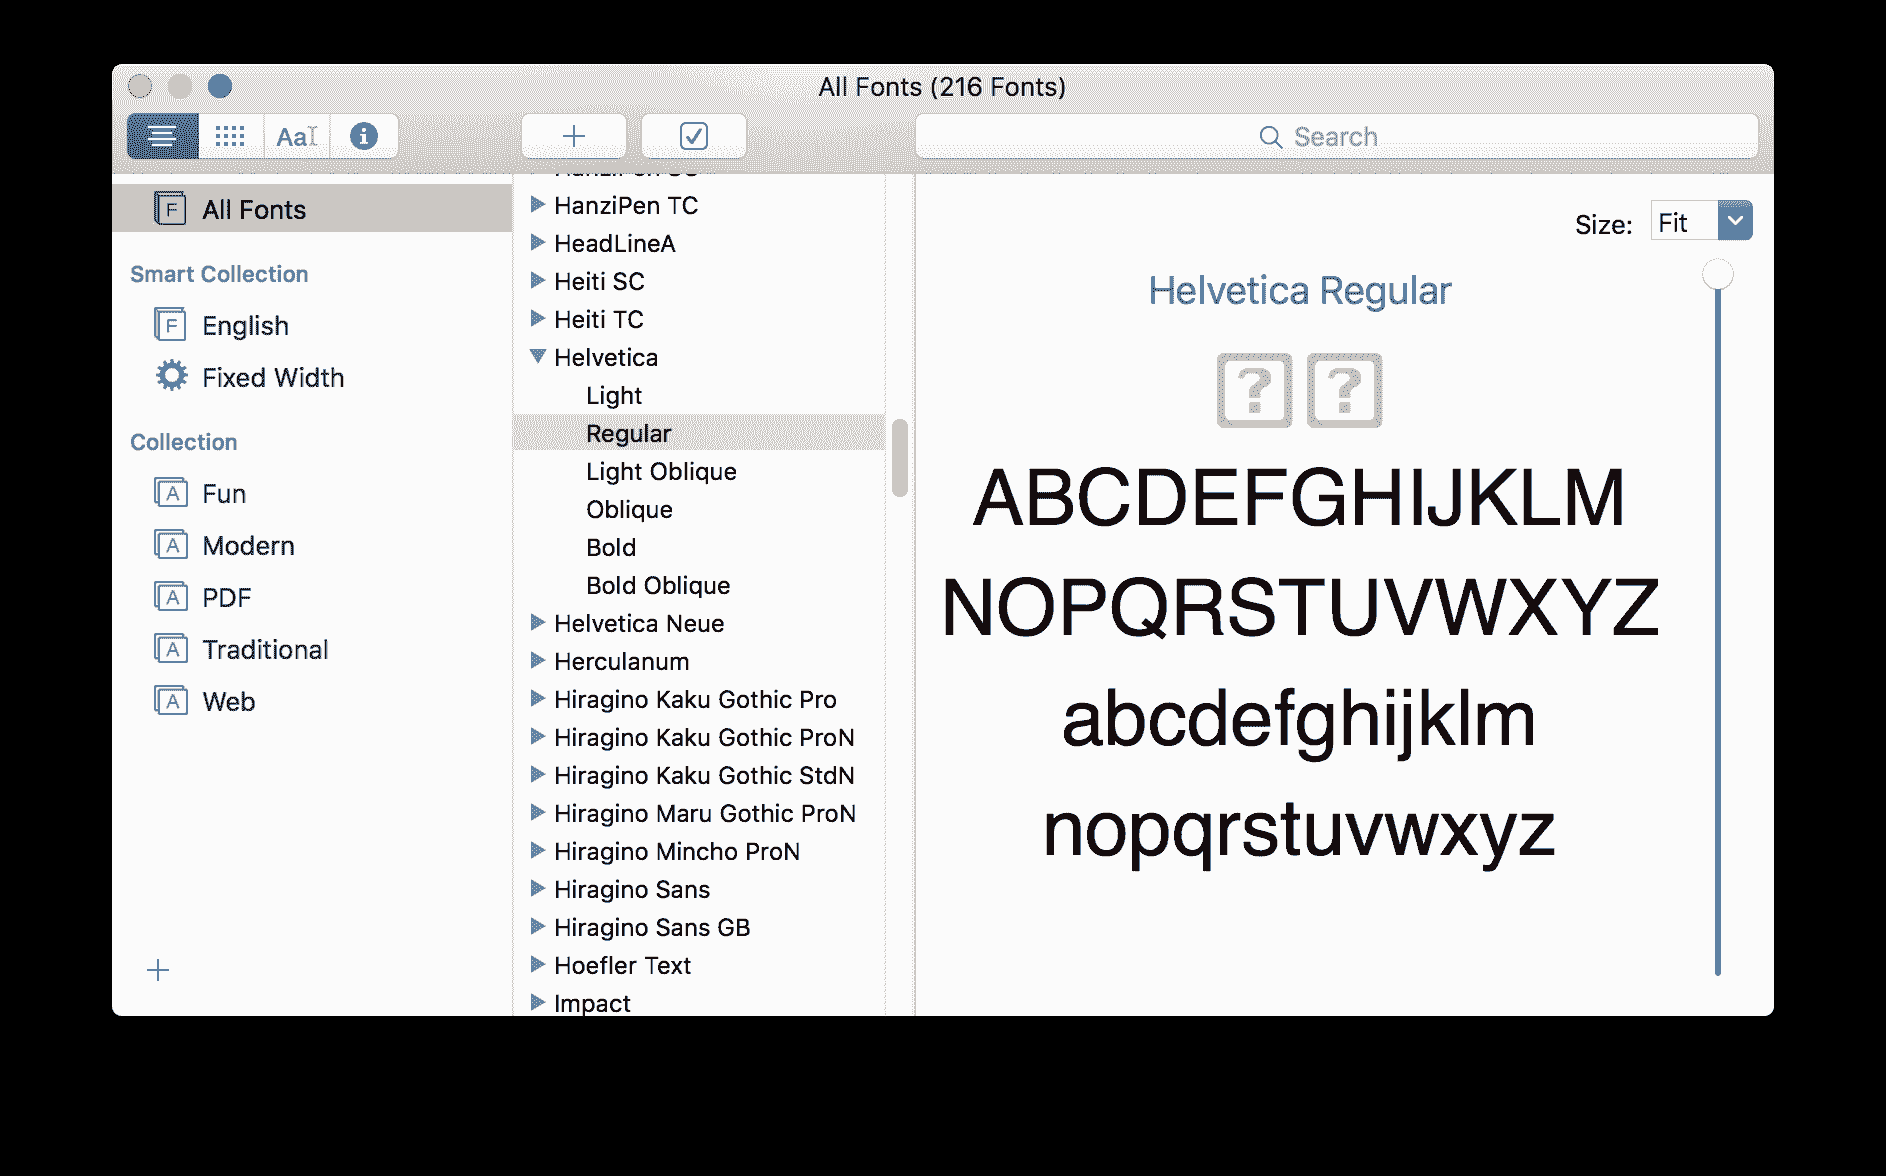 All Fonts (216 Fonts)
Aa
Search
All Fonts
Smart Collection
English
Fixed Width
Collection
Fun
Modern
PDF
Traditional
Web
HanziPen TC
HeadLineA
Heiti SC
Heiti TC
Helvetica
Light
Regular
Light Oblique
Oblique
Bold
Bold Oblique
Helvetica Neue
Herculanum
Hiragino Kaku Gothic Pro
Hiragino Kaku Gothic ProN
Hiragino Kaku Gothic StdN
Hiragino Maru Gothic ProN
Hiragino Mincho ProN
Hiragino Sans
Hiragino Sans GB
Hoefler Text
Impact
Size: Fit
Helvetica Regular
ABCDEFGHIJKLM
NOPQRSTUVWXYZ
abcdefghijklm
nopqrstuvwxyz